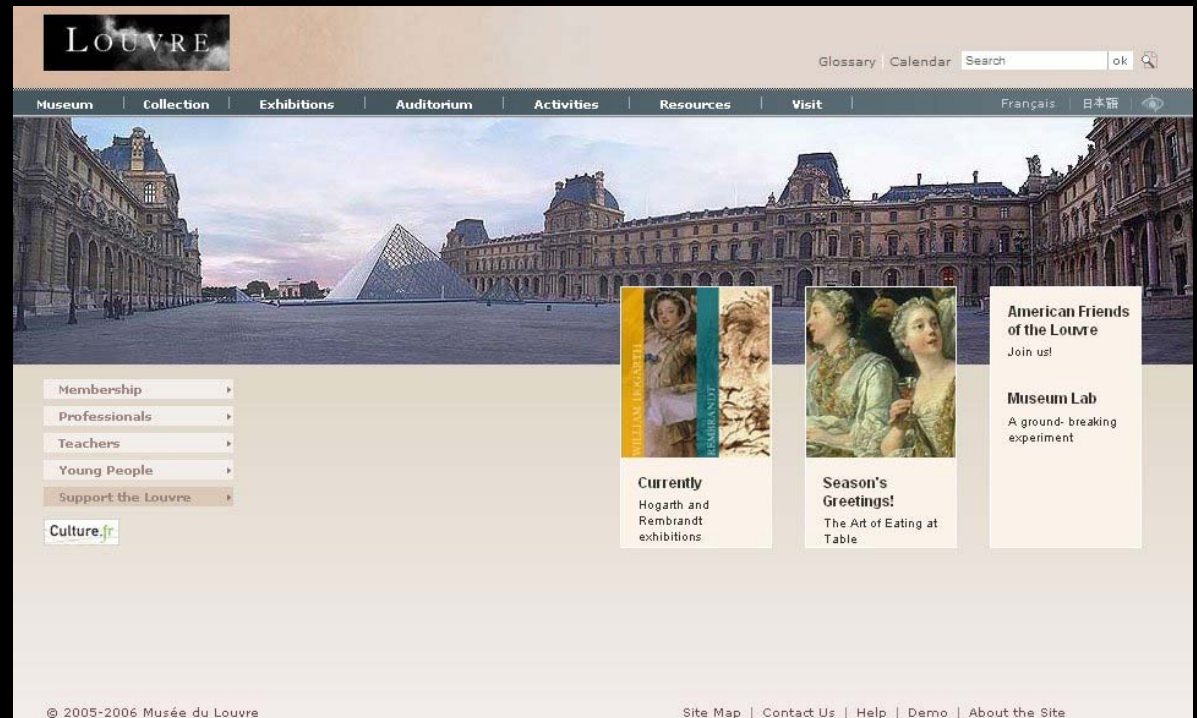 LOUVRE
Glossary Calendar Search ok
Museum Collection Exhibitions Auditorium Activities Resources Visit Français 日本語
WILLIAM HOGARTH
REMBRANDT
Currently
Hogarth and
Rembrandt
exhibitions
Season's
Greetings!
The Art of Eating at
Table
American Friends
of the Louvre
Join us!
Museum Lab
A ground- breaking
experiment
Membership
Professionals
Teachers
Young People
Support the Louvre
Culture.fr
© 2005-2006 Musée du Louvre
Site Map | Contact Us | Help | Demo | About the Site